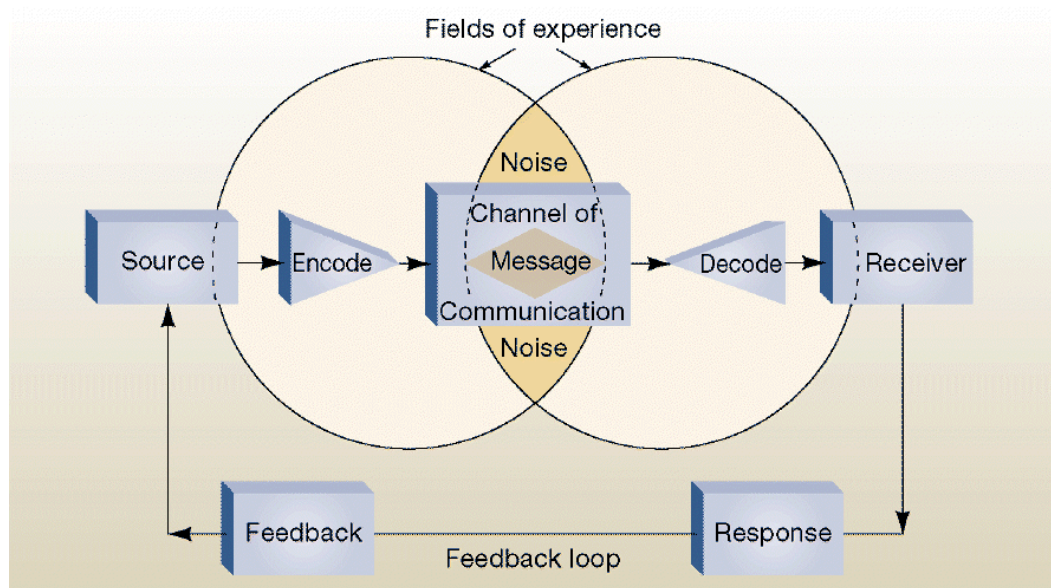 Fields of experience
Noise
Channel of
Source
Encode
Message
Decode
Receiver
Communication
Noise
Feedback
Response
Feedback loop